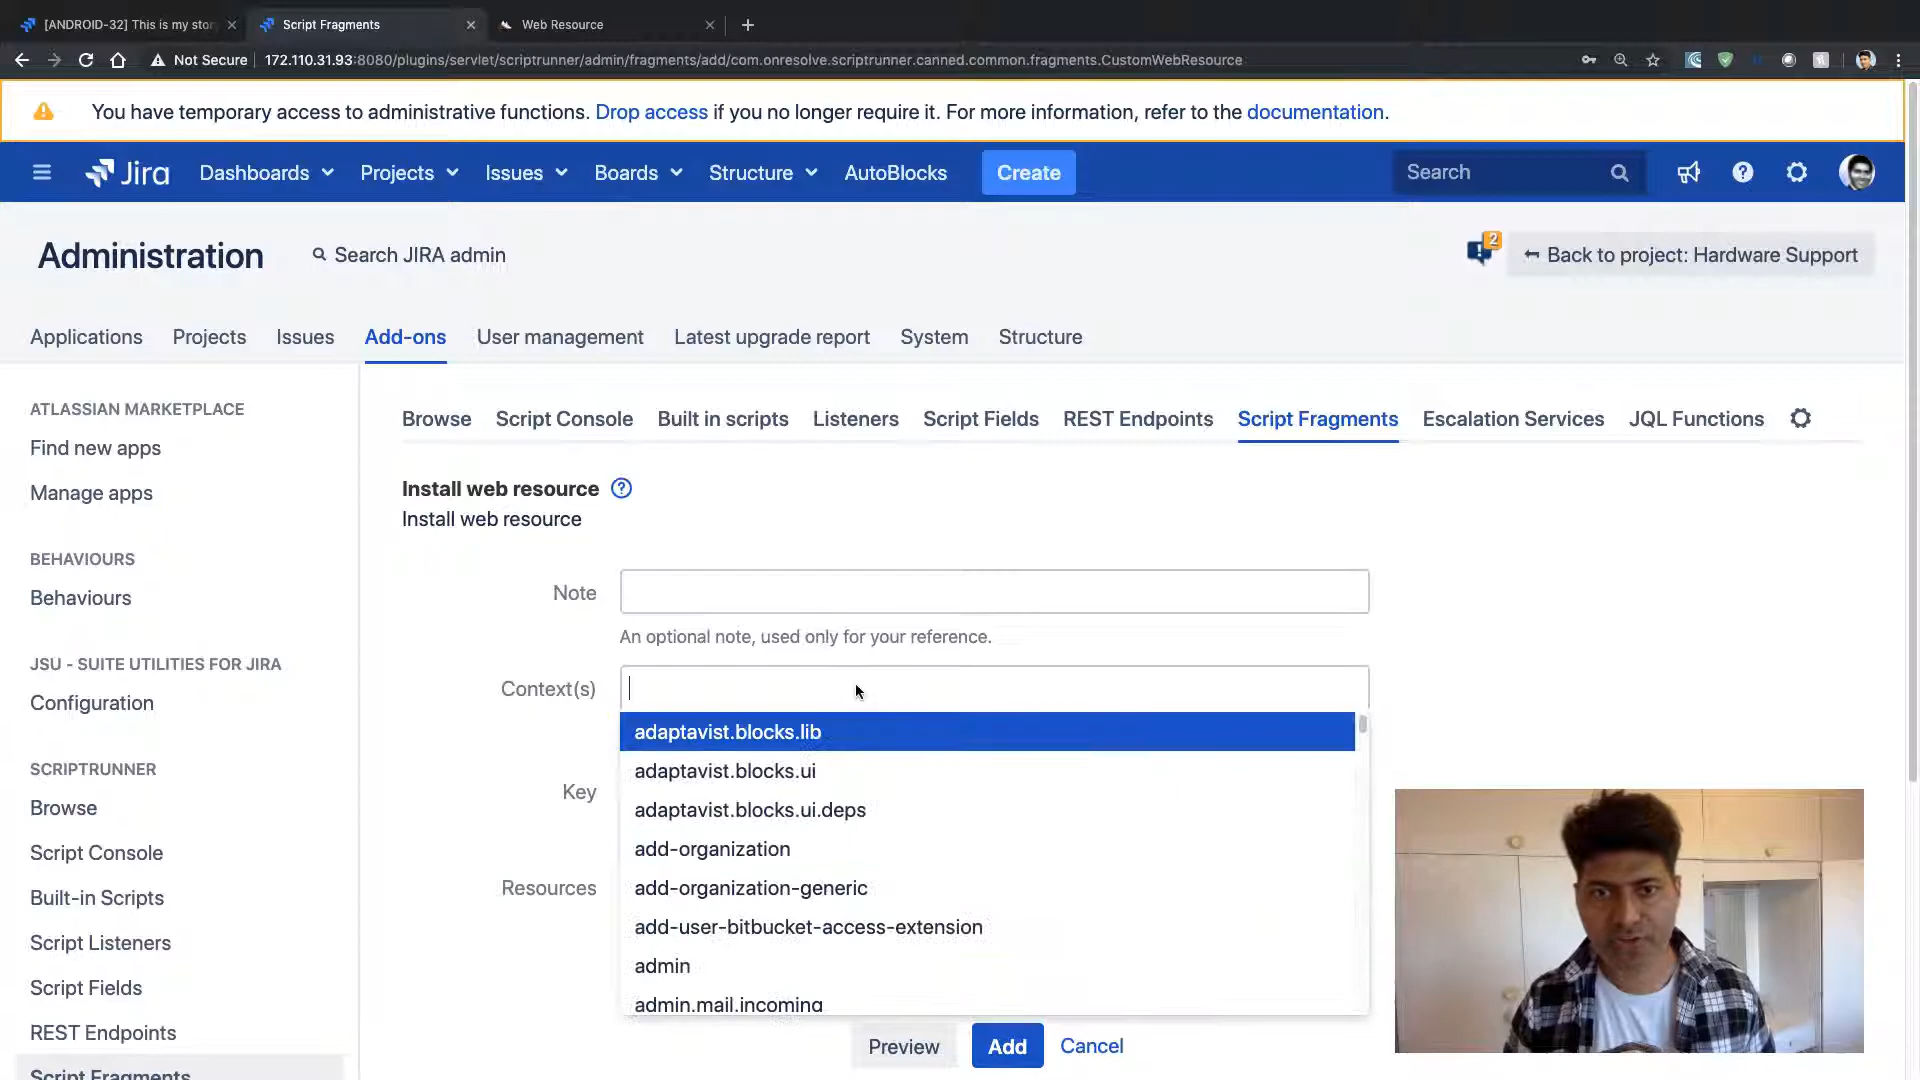 [ANDROID-32] This is my stor
Script Fragments
Web Resource
Not Secure
172.110.31.93:8080/plugins/servlet/scriptrunner/admin/fragments/add/com.onresolve.scriptrunner.canned.common.fragments.CustomWebResource
You have temporary access to administrative functions. Drop access if you no longer require it. For more information, refer to the documentation.
Jira
Dashboards
Projects
Issues
Boards
Structure
AutoBlocks
Create
Search
Administration
Search JIRA admin
2
Back to project: Hardware Support
Applications
Projects
Issues
Add-ons
User management
Latest upgrade report
System
Structure
ATLASSIAN MARKETPLACE
Find new apps
Manage apps
BEHAVIOURS
Behaviours
JSU - SUITE UTILITIES FOR JIRA
Configuration
SCRIPTRUNNER
Browse
Script Console
Built-in Scripts
Script Listeners
Script Fields
REST Endpoints
Script Fragments
Browse
Script Console
Built in scripts
Listeners
Script Fields
REST Endpoints
Script Fragments
Escalation Services
JQL Functions
Install web resource
Install web resource
Note
An optional note, used only for your reference.
Context(s)
adaptavist.blocks.lib
adaptavist.blocks.ui
adaptavist.blocks.ui.deps
add-organization
add-organization-generic
add-user-bitbucket-access-extension
admin
admin.mail.incoming
Key
Resources
Preview
Add
Cancel